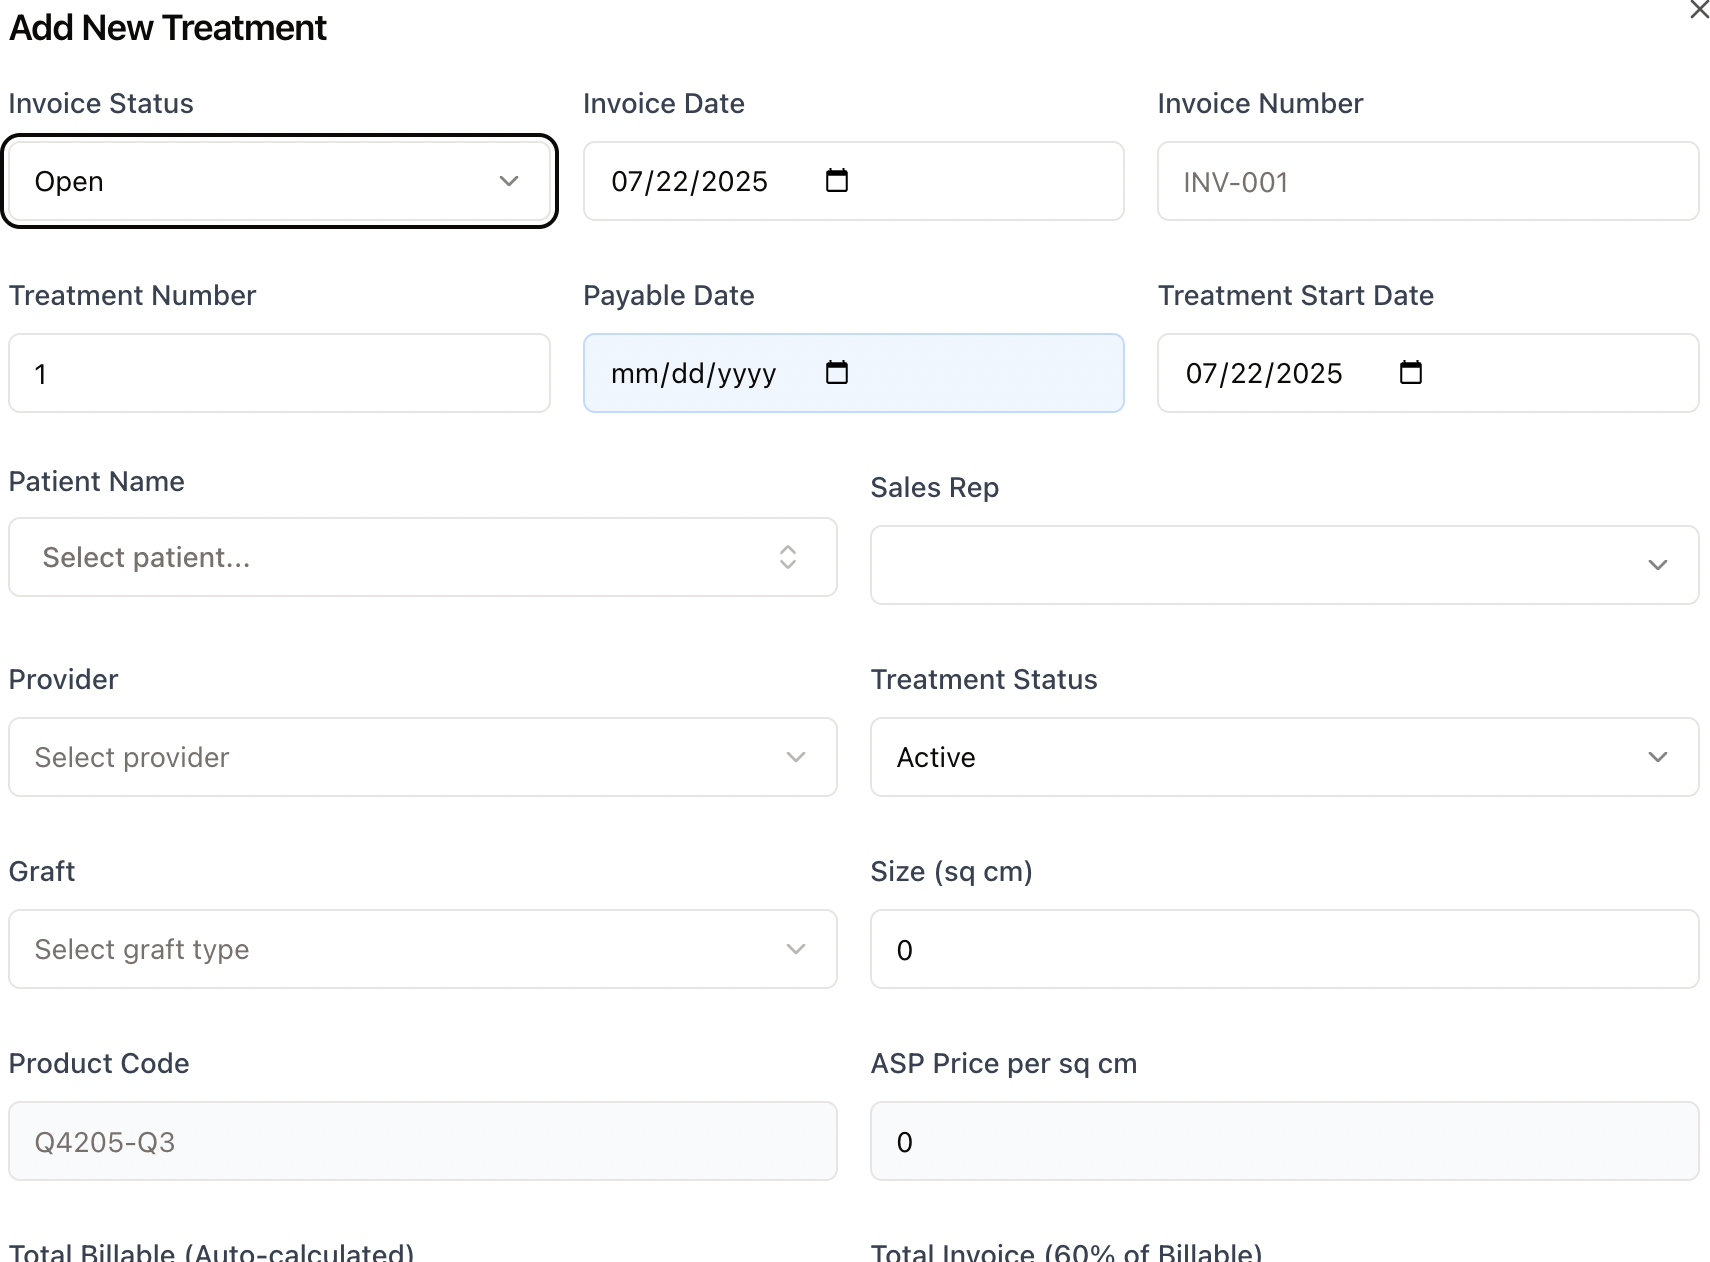 Add New Treatment
Invoice Status
Invoice Date
Invoice Number
Open
07/22/2025
INV-001
Treatment Number
Payable Date
Treatment Start Date
1
mm/dd/yyyy
07/22/2025
Patient Name
Sales Rep
Select patient...
Provider
Treatment Status
Select provider
Active
Graft
Size (sq cm)
Select graft type
0
Product Code
ASP Price per sq cm
Q4205-Q3
0
Total Billable (Auto-calculated)
Total Invoice (60% of Billable)